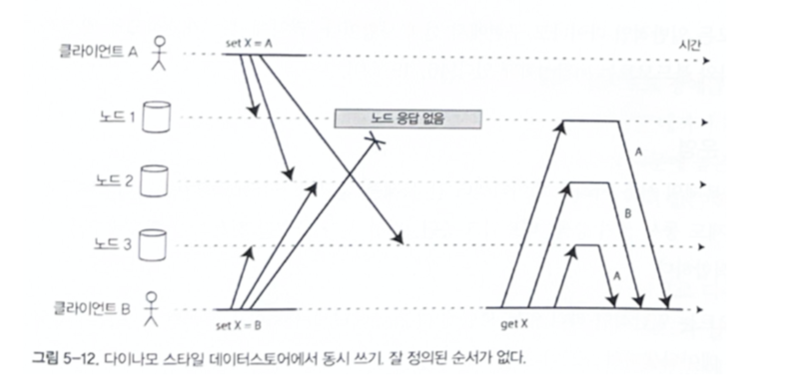 클라이언트 A
set X = A
시간
노드 1
노드 응답 없음
A
노드 2
B
노드 3
A
클라이언트 B
set X = B
get X
그림 5-12. 다이나모 스타일 데이터스토어에서 동시 쓰기. 잘 정의된 순서가 없다.